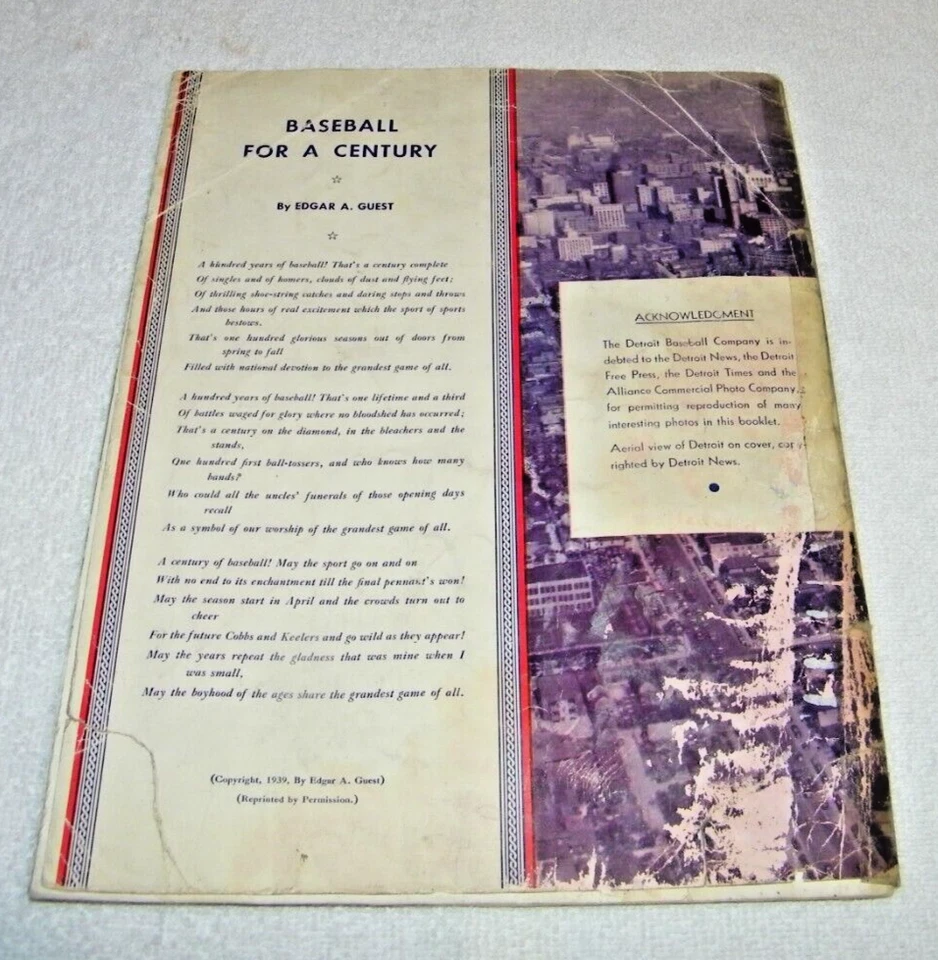 BASEBALL
FOR A CENTURY
By EDGAR A. GUEST
A hundred years of baseball! That's a century complete
Of singles and of homers, clouds of dust and flying feet;
Of thrilling shoe-string catches and daring stops and throws
And those hours of real excitement which the sport of sports
bestows.
That's one hundred glorious seasons out of doors from
spring to fall
Filled with national devotion to the grandest game of all.
A hundred years of baseball! That's one lifetime and a third
Of battles waged for glory where no bloodshed has occurred;
That's a century on the diamond, in the bleachers and the
stands,
One hundred first ball-tossers, and who knows how many
bands?
Who could all the uncles' funerals of those opening days
recall
As a symbol of our worship of the grandest game of all.
A century of baseball! May the sport go on and on
With no end to its enchantment till the final pennant's won!
May the season start in April and the crowds turn out to
cheer
For the future Cobbs and Keelers and go wild as they appear!
May the years repeat the gladness that was mine when I
was small,
May the boyhood of the ages share the grandest game of all.
(Copyright, 1939, By Edgar A. Guest)
(Reprinted by Permission.)
ACKNOWLEDGMENT
The Detroit Baseball Company is in-
debted to the Detroit News, the Detroit
Free Press, the Detroit Times and the
Alliance Commercial Photo Company,
for permitting reproduction of many
interesting photos in this booklet.
Aerial view of Detroit on cover, copy-
righted by Detroit News.